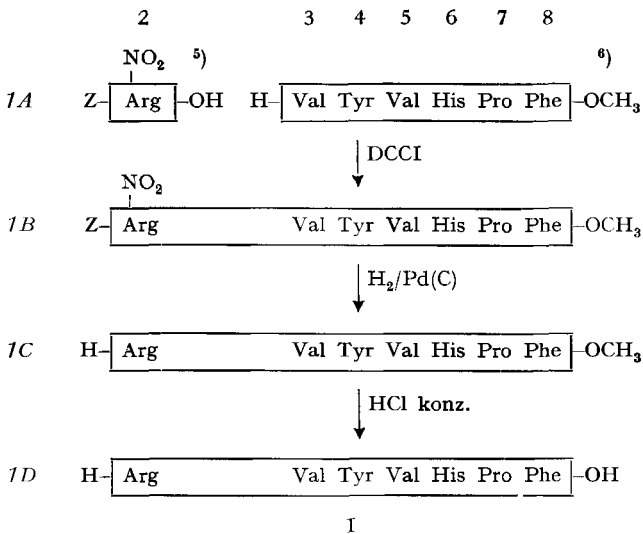 2 3 4 5 6 7 8
NO₂ 5) 6)
1A Z- Arg -OH H- Val Tyr Val His Pro Phe -OCH₃
DCCI
NO₂
1B Z- Arg Val Tyr Val His Pro Phe -OCH₃
H₂/Pd(C)
1C H- Arg Val Tyr Val His Pro Phe -OCH₃
HCl konz.
1D H- Arg Val Tyr Val His Pro Phe -OH
I